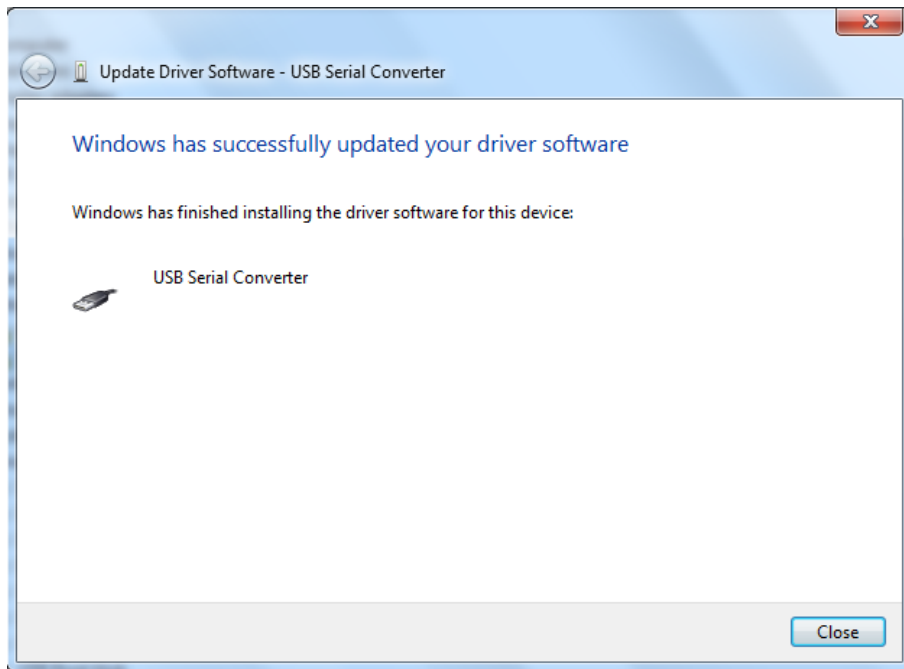 Update Driver Software - USB Serial Converter
Windows has successfully updated your driver software
Windows has finished installing the driver software for this device:
USB Serial Converter
Close